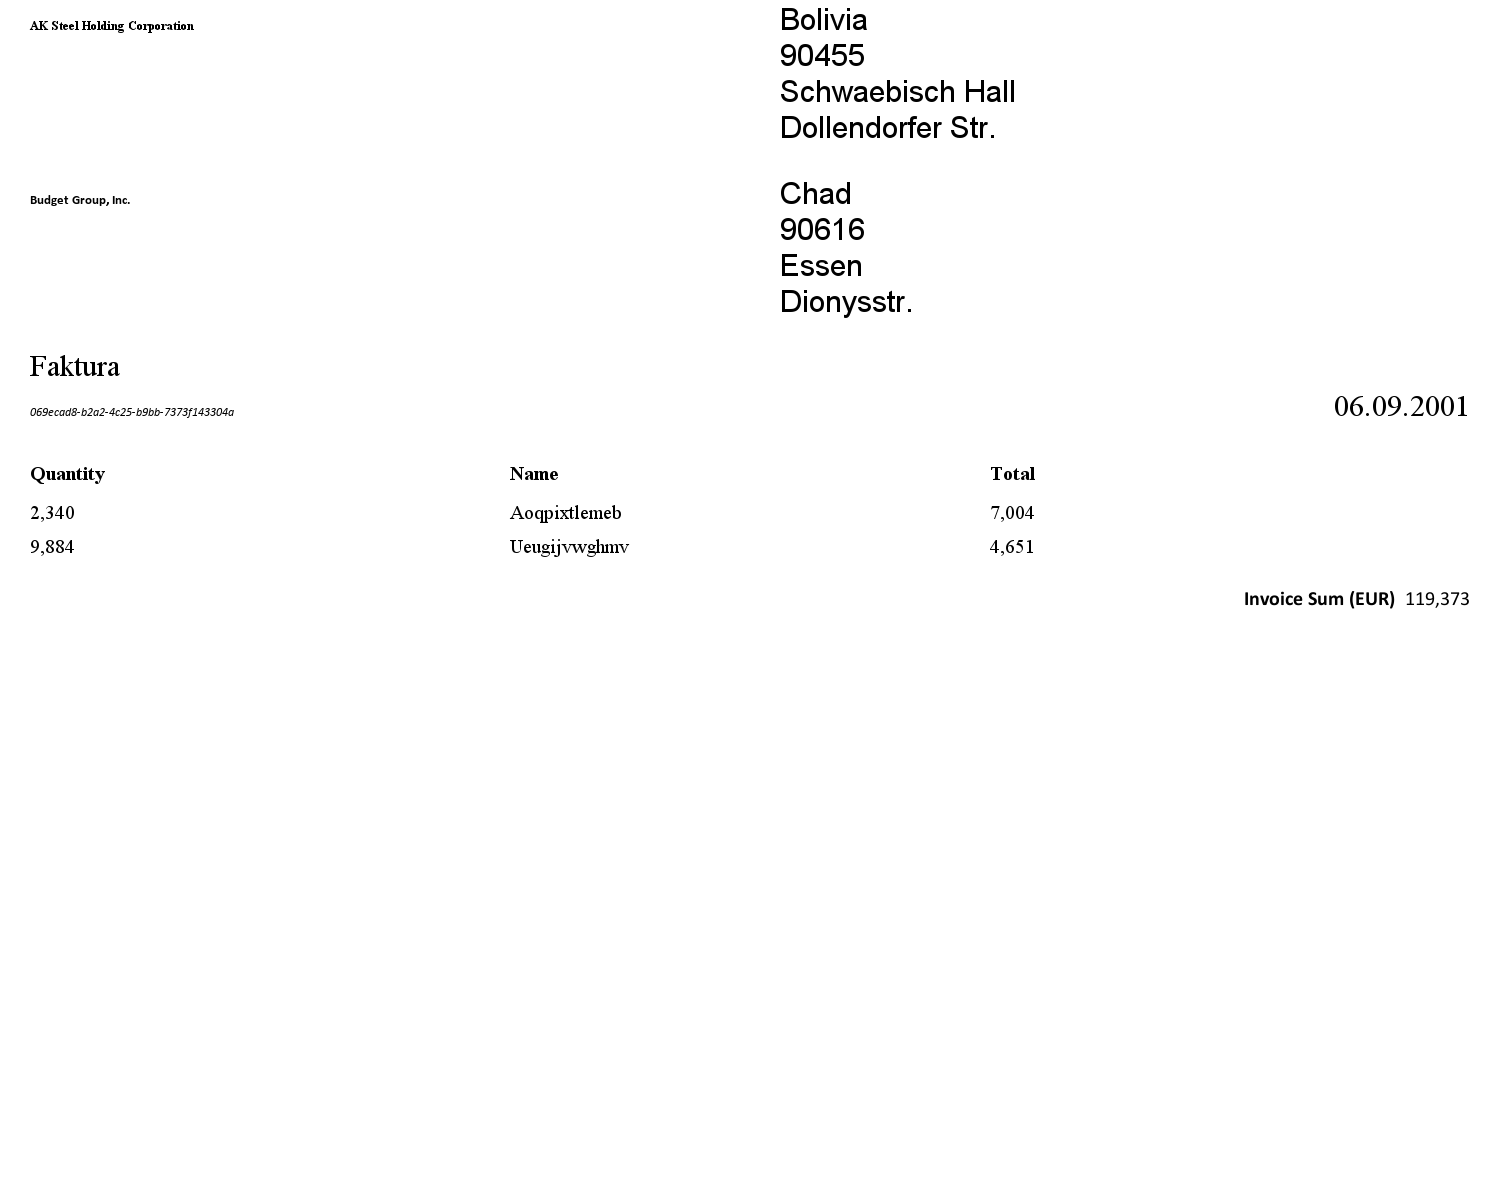 AK Steel Holding Corporation
Bolivia
90455
Schwaebisch Hall
Dollendorfer Str.
Budget Group, Inc.
Chad
90616
Essen
Dionysstr.
Faktura
069ecad8-b2a2-4c25-b9bb-7373f143304a
06.09.2001
Quantity Name Total
2,340 Aoqpixtlemeb 7,004
9,884 Ueugijvwghmv 4,651
Invoice Sum (EUR) 119,373